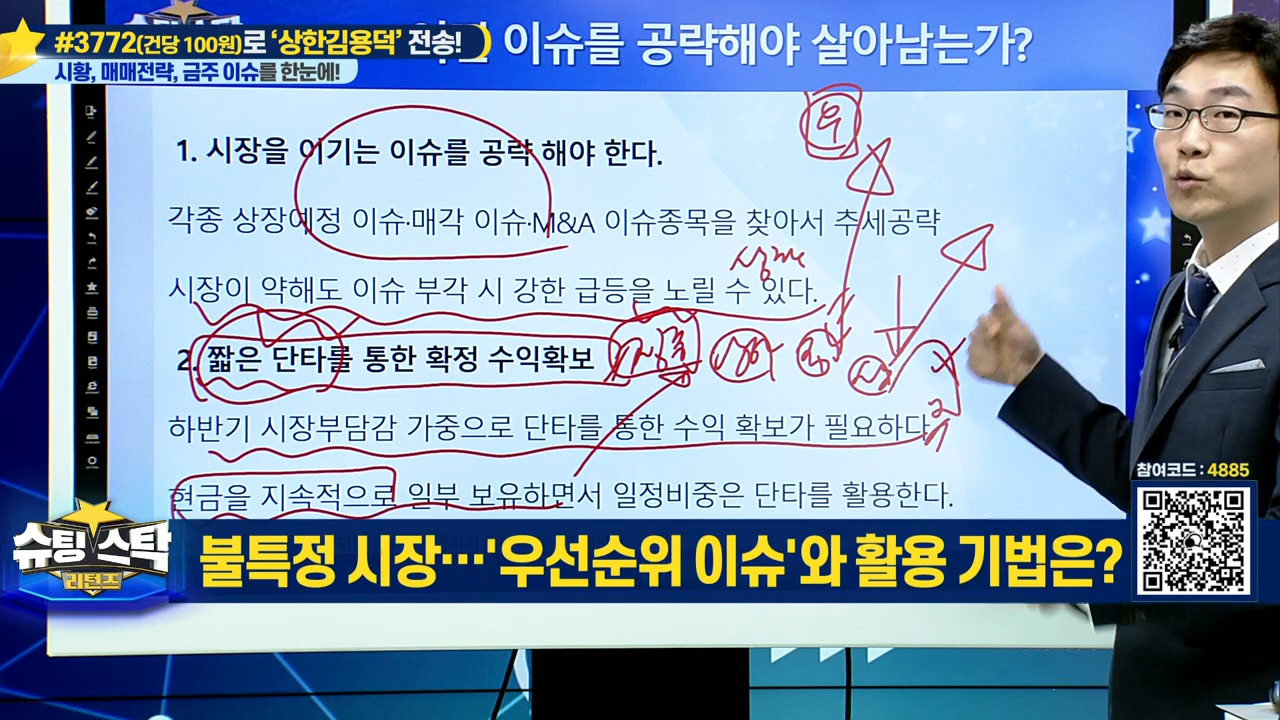 #3772(건당 100원)로 '상한김용덕' 전송!
시황, 매매전략, 금주 이슈를 한눈에!
이슈를 공략해야 살아남는가?
우
1. 시장을 이기는 이슈를 공략 해야 한다.
각종 상장예정 이슈·매각 이슈·M&A 이슈종목을 찾아서 추세공략
시장이 약해도 이슈 부각 시 강한 급등을 노릴 수 있다.
2. 짧은 단타를 통한 확정 수익확보
하반기 시장부담감 가중으로 단타를 통한 수익 확보가 필요하다
현금을 지속적으로 일부 보유하면서 일정비중은 단타를 활용한다.
참여코드 : 4885
슈팅 스탁
리턴즈
불특정 시장…'우선순위 이슈'와 활용 기법은?